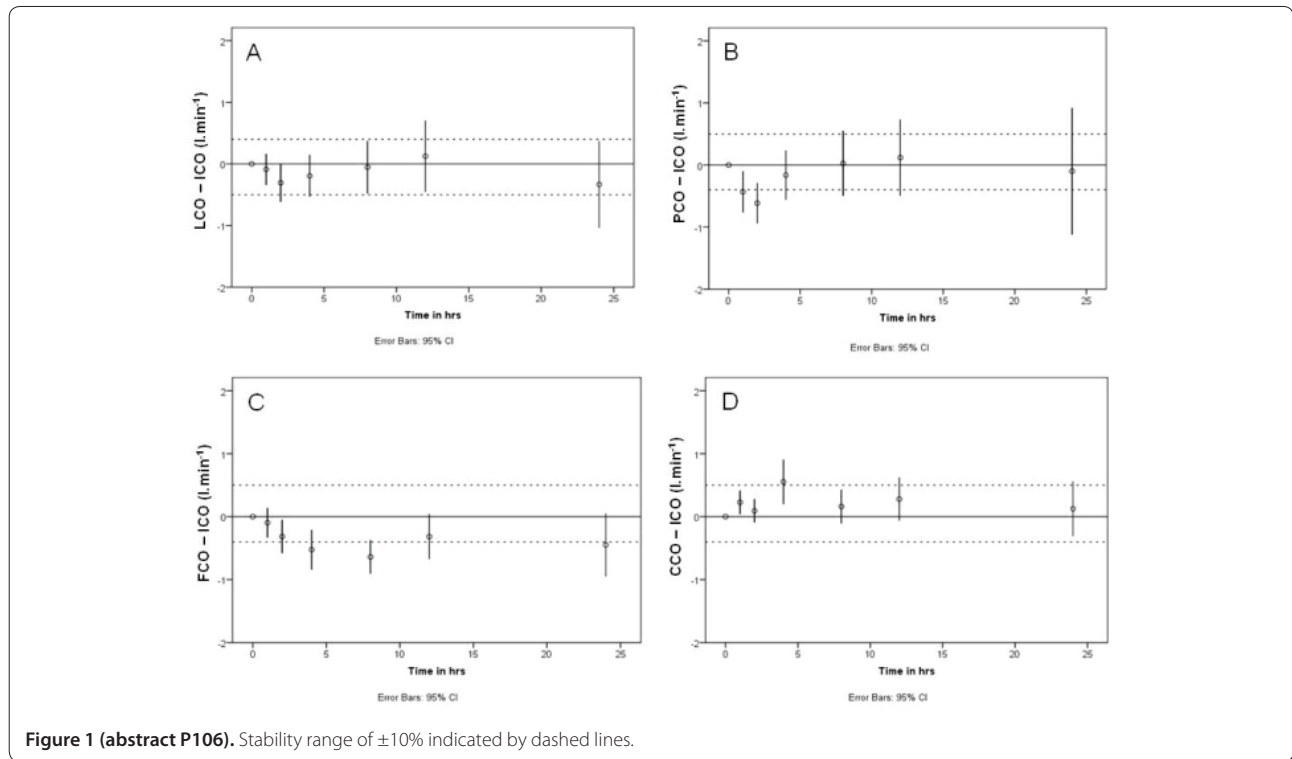 A
2
1
0
-1
-2
LCO – ICO (l.min⁻¹)
0 5 10 15 20 25
Time in hrs
Error Bars: 95% CI
B
2
1
0
-1
-2
PCO – ICO (l.min⁻¹)
0 5 10 15 20 25
Time in hrs
Error Bars: 95% CI
C
2
1
0
-1
-2
FCO – ICO (l.min⁻¹)
0 5 10 15 20 25
Time in hrs
Error Bars: 95% CI
D
2
1
0
-1
-2
CCO – ICO (l.min⁻¹)
0 5 10 15 20 25
Time in hrs
Error Bars: 95% CI
Figure 1 (abstract P106). Stability range of ±10% indicated by dashed lines.